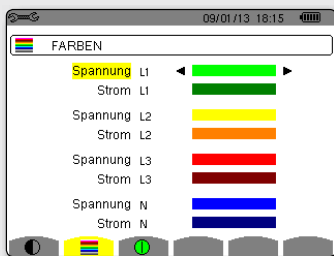 09/01/13 18:15
FARBEN
Spannung L1
Strom L1
Spannung L2
Strom L2
Spannung L3
Strom L3
Spannung N
Strom N